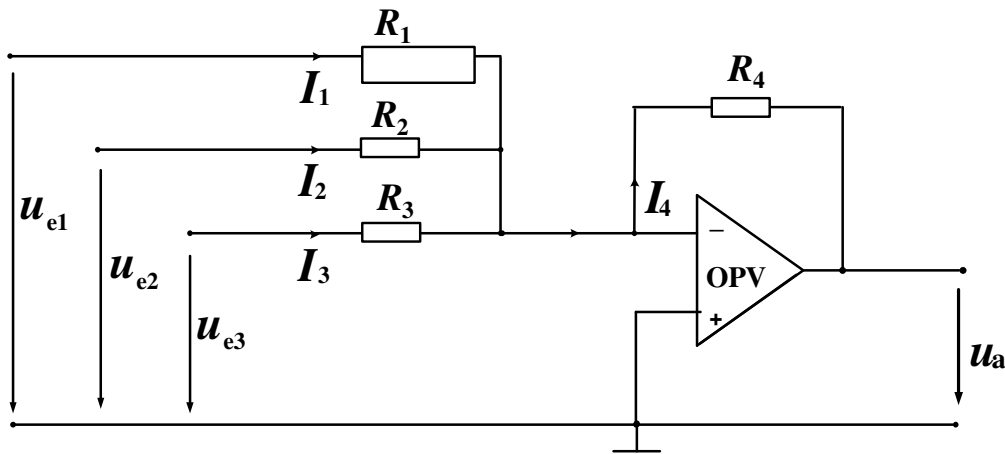 R1
I1
R2
I2
R3
I3
R4
I4
−
OPV
+
ue1
ue2
ue3
ua